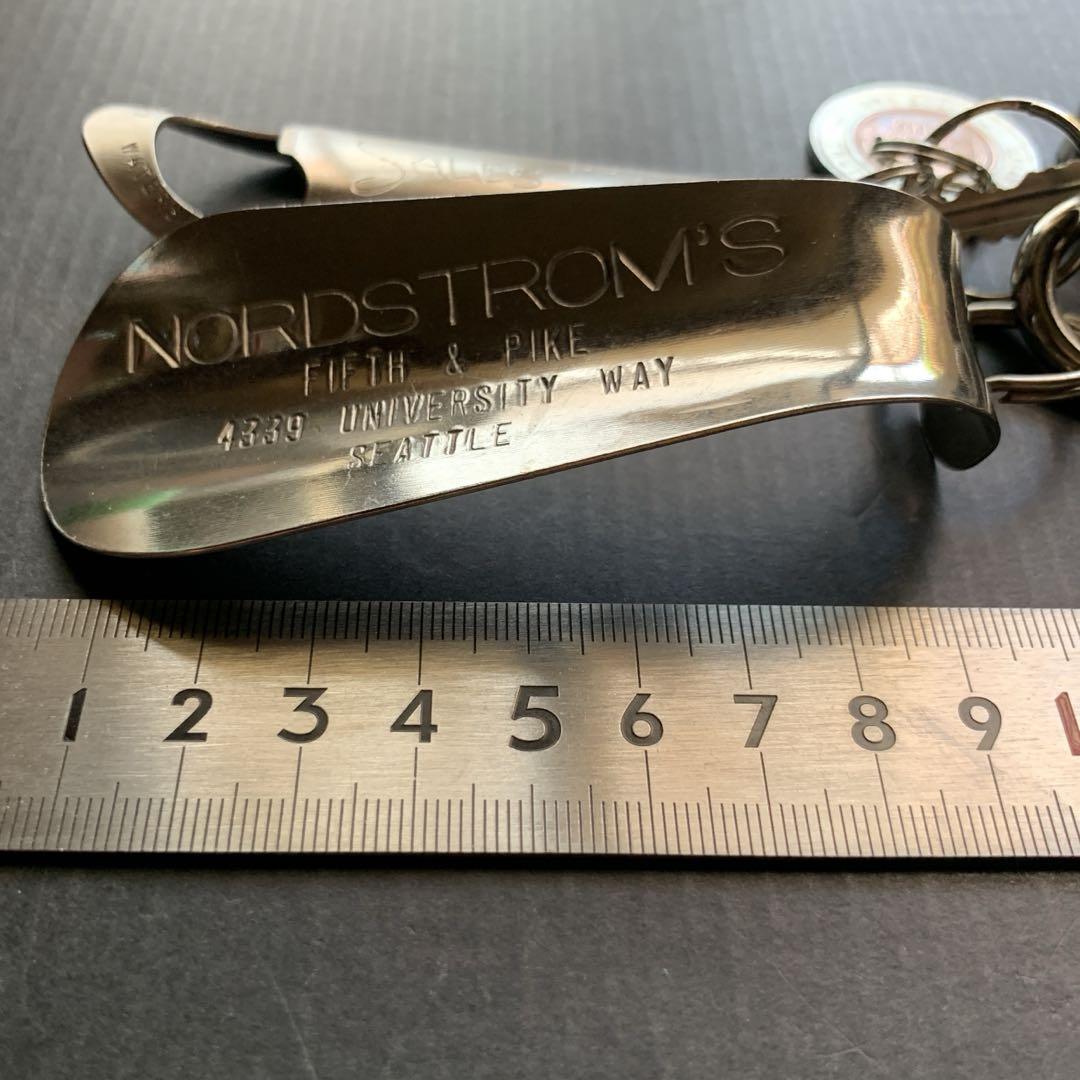 NORDSTROM'S
FIFTH & PIKE
4339 UNIVERSITY WAY
SEATTLE
1 2 3 4 5 6 7 8 9